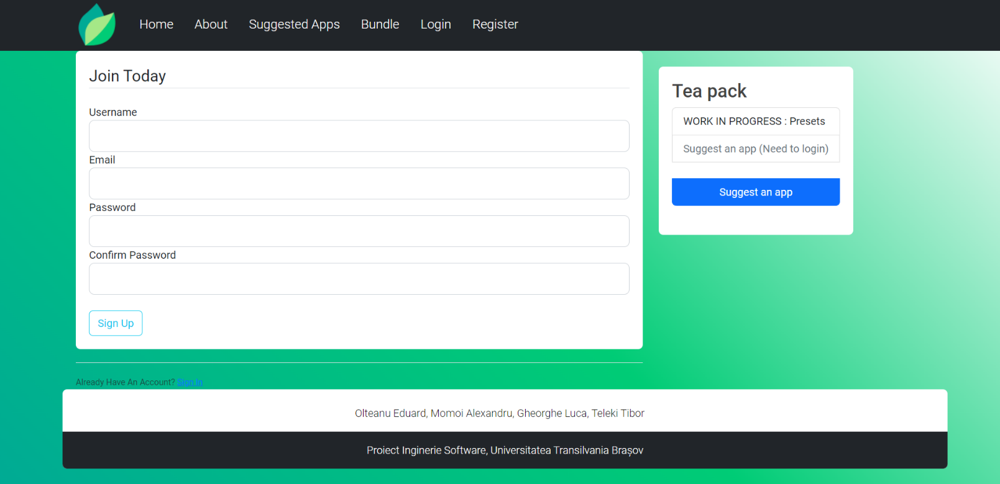 Home About Suggested Apps Bundle Login Register
Join Today
Username
Email
Password
Confirm Password
Sign Up
Already Have An Account? Sign In
Tea pack
WORK IN PROGRESS : Presets
Suggest an app (Need to login)
Suggest an app
Olteanu Eduard, Momoi Alexandru, Gheorghe Luca, Teleki Tibor
Proiect Inginerie Software, Universitatea Transilvania Brașov